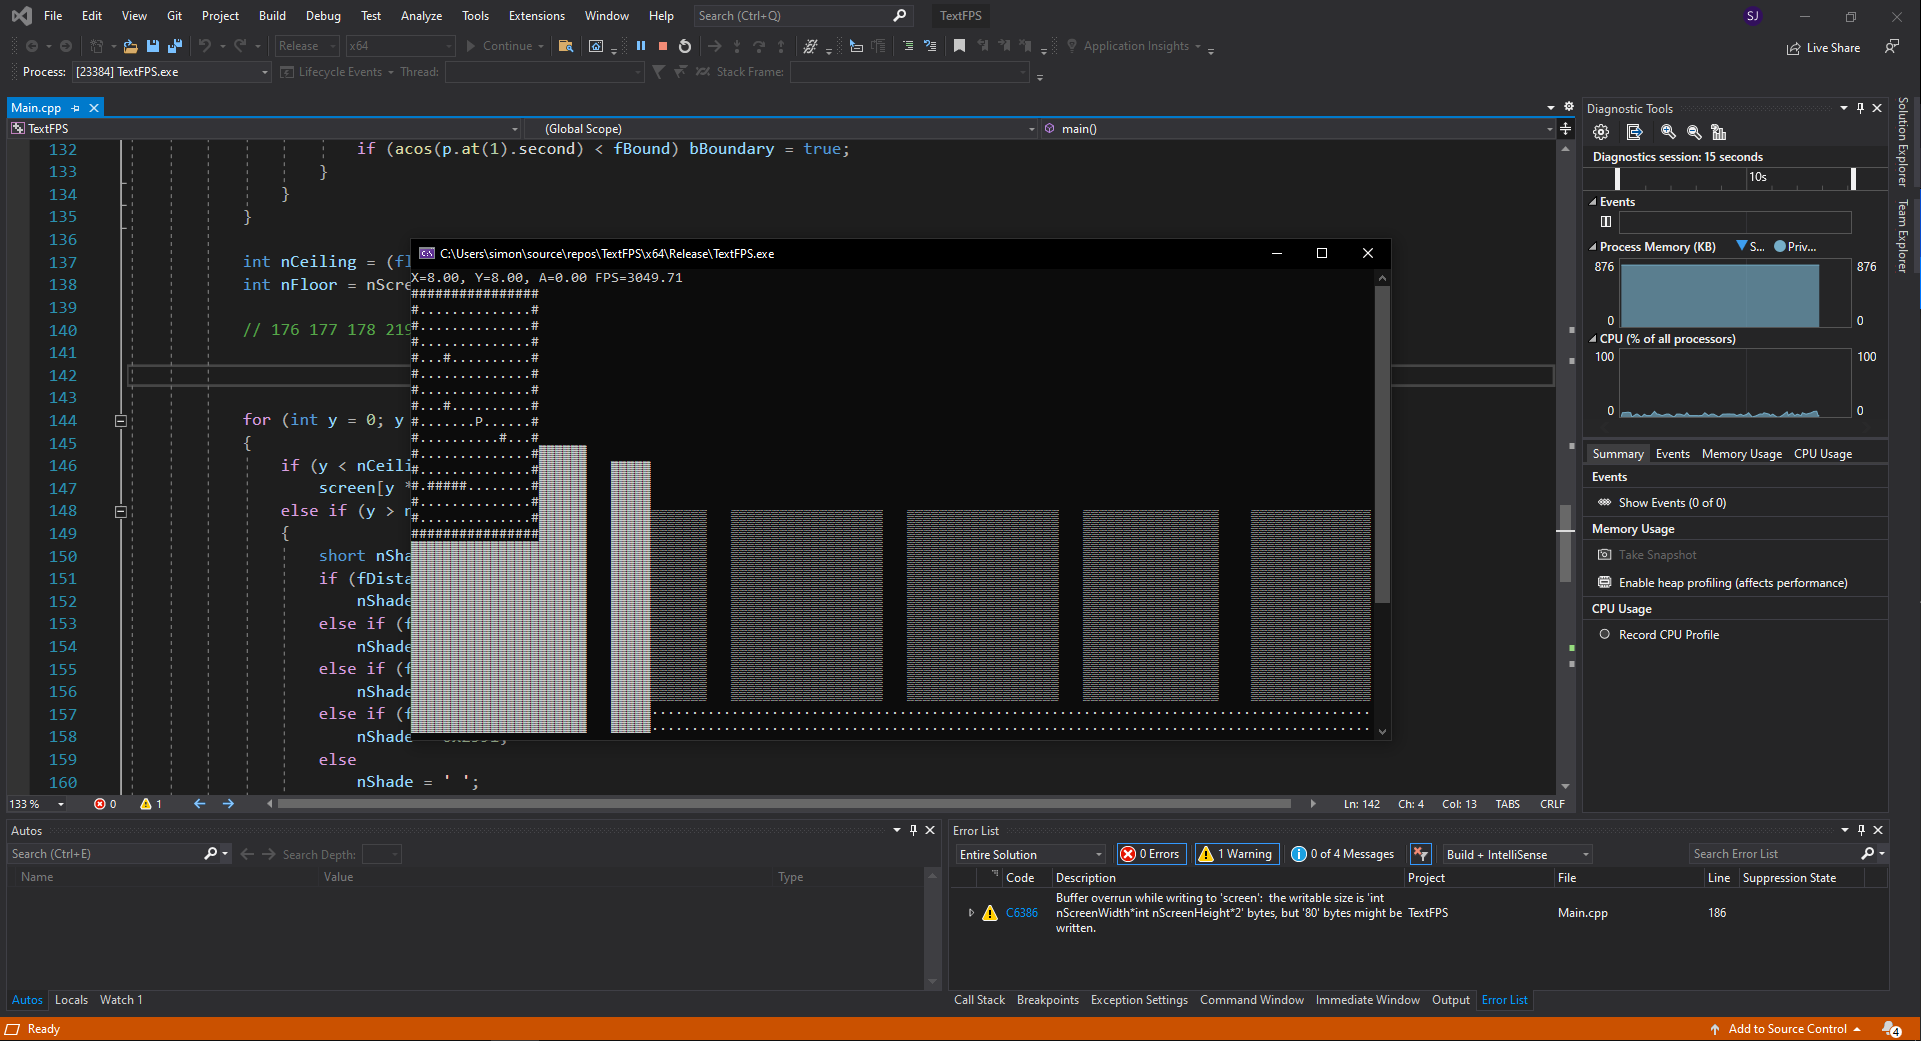 File Edit View Git Project Build Debug Test Analyze Tools Extensions Window Help Search (Ctrl+Q) TextFPS SJ
Release x64 Continue Application Insights Live Share
Process: [23384] TextFPS.exe Lifecycle Events Thread: Stack Frame:
Main.cpp
TextFPS (Global Scope) main()
132 if (acos(p.at(1).second) < fBound) bBoundary = true;
133 }
134 }
135 }
136
137 int nCeiling = (fl
138 int nFloor = nScre
139
140 // 176 177 178 219
141
142
143
144 for (int y = 0; y
145 {
146 if (y < nCeili
147 screen[y *
148 else if (y > n
149 {
150 short nSha
151 if (fDista
152 nShade
153 else if (f
154 nShade
155 else if (f
156 nShade
157 else if (f
158 nShade
159 else
160 nShade = ' ';
C:\Users\simon\source\repos\TextFPS\x64\Release\TextFPS.exe
X=8.00, Y=8.00, A=0.00 FPS=3049.71
################
#..............#
#..............#
#..............#
#...#..........#
#..............#
#..............#
#...#..........#
#.......P......#
#..........#...#
#..............#
#..............#
#.#####........#
#..............#
#..............#
################
133 % 0 1 Ln: 142 Ch: 4 Col: 13 TABS CRLF
Diagnostic Tools
Diagnostics session: 15 seconds
10s
Events
Process Memory (KB) S... Priv...
876 876
0 0
CPU (% of all processors)
100 100
0 0
Summary Events Memory Usage CPU Usage
Events
Show Events (0 of 0)
Memory Usage
Take Snapshot
Enable heap profiling (affects performance)
CPU Usage
Record CPU Profile
Solution Explorer
Team Explorer
Autos
Search (Ctrl+E) Search Depth:
Name Value Type
Autos Locals Watch 1
Error List
Entire Solution 0 Errors 1 Warning 0 of 4 Messages Build + IntelliSense Search Error List
Code Description Project File Line Suppression State
C6386 Buffer overrun while writing to 'screen': the writable size is 'int
nScreenWidth*int nScreenHeight*2' bytes, but '80' bytes might be TextFPS Main.cpp 186
written.
Call Stack Breakpoints Exception Settings Command Window Immediate Window Output Error List
Ready Add to Source Control 4